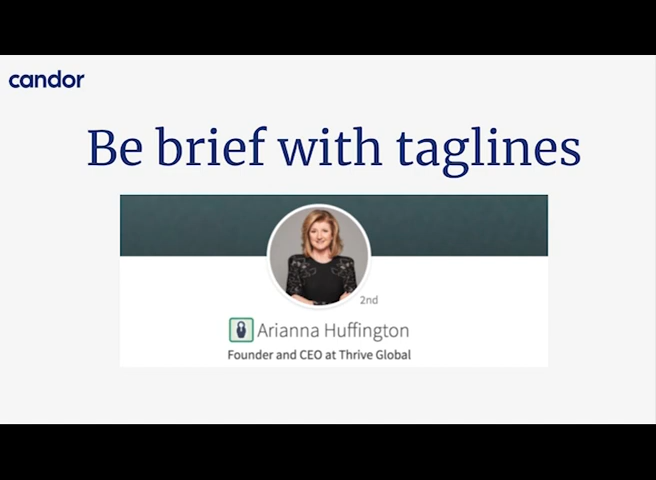 candor
Be brief with taglines
2nd
Arianna Huffington
Founder and CEO at Thrive Global